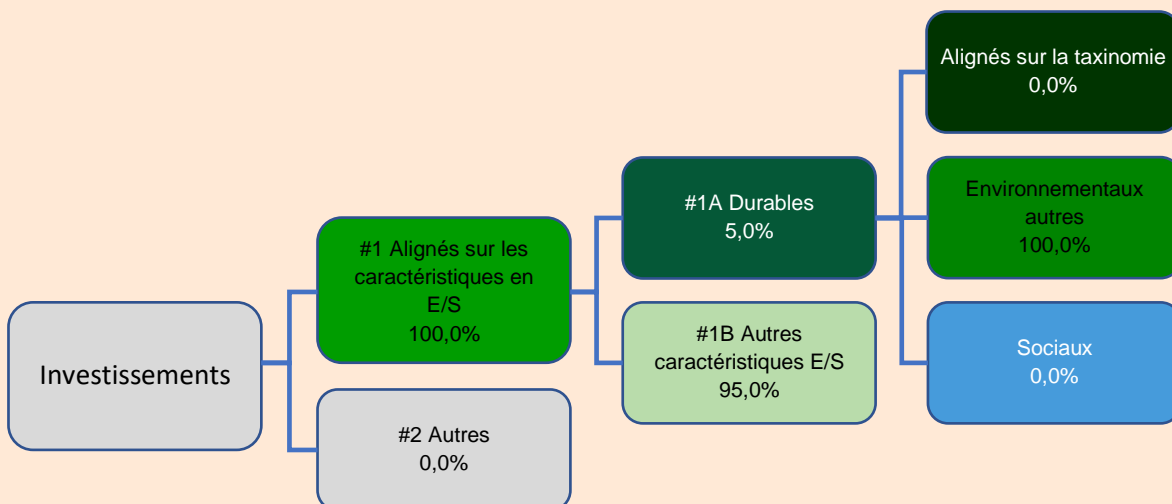 Investissements
#1 Alignés sur les
caractéristiques en
E/S
100,0%
#2 Autres
0,0%
#1A Durables
5,0%
#1B Autres
caractéristiques E/S
95,0%
Alignés sur la taxinomie
0,0%
Environnementaux
autres
100,0%
Sociaux
0,0%